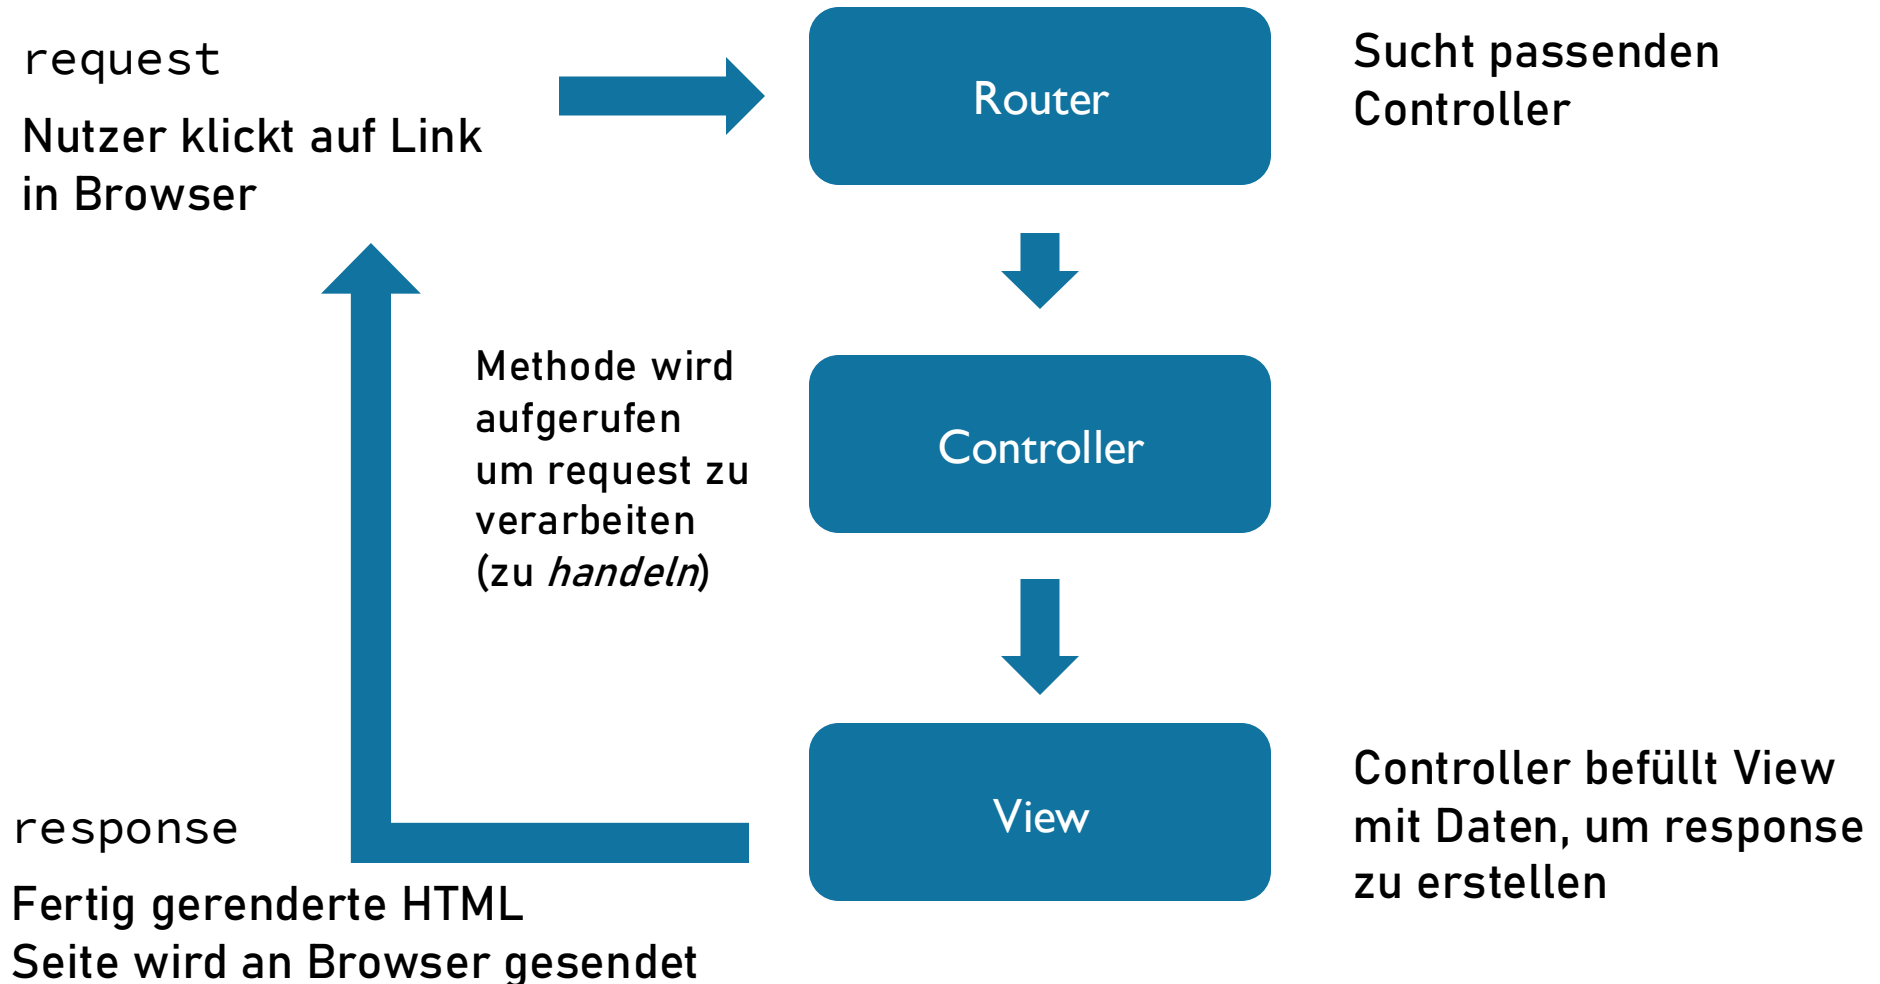 request
Nutzer klickt auf Link
in Browser
Router
Sucht passenden
Controller
Methode wird
aufgerufen
um request zu
verarbeiten
(zu handeln)
Controller
View
Controller befüllt View
mit Daten, um response
zu erstellen
response
Fertig gerenderte HTML
Seite wird an Browser gesendet